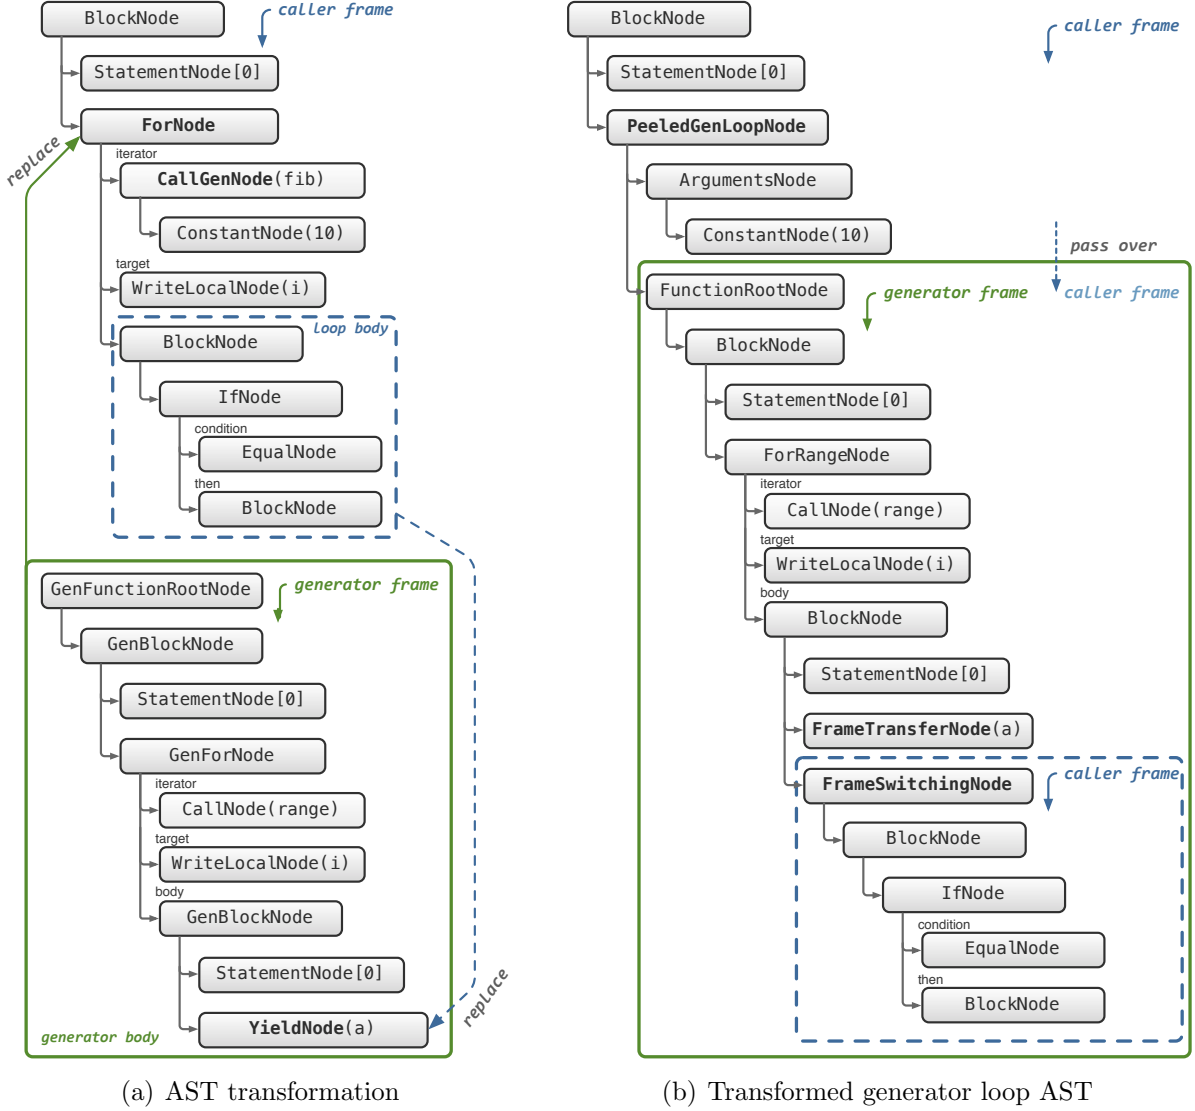 BlockNode
caller frame
StatementNode[0]
ForNode
replace
iterator
CallGenNode(fib)
ConstantNode(10)
target
WriteLocalNode(i)
loop body
BlockNode
IfNode
condition
EqualNode
then
BlockNode
GenFunctionRootNode
generator frame
GenBlockNode
StatementNode[0]
GenForNode
iterator
CallNode(range)
target
WriteLocalNode(i)
body
GenBlockNode
StatementNode[0]
YieldNode(a)
generator body
replace
(a) AST transformation
BlockNode
caller frame
StatementNode[0]
PeeledGenLoopNode
ArgumentsNode
ConstantNode(10)
pass over
FunctionRootNode
generator frame
caller frame
BlockNode
StatementNode[0]
ForRangeNode
iterator
CallNode(range)
target
WriteLocalNode(i)
body
BlockNode
StatementNode[0]
FrameTransferNode(a)
FrameSwitchingNode
caller frame
BlockNode
IfNode
condition
EqualNode
then
BlockNode
(b) Transformed generator loop AST